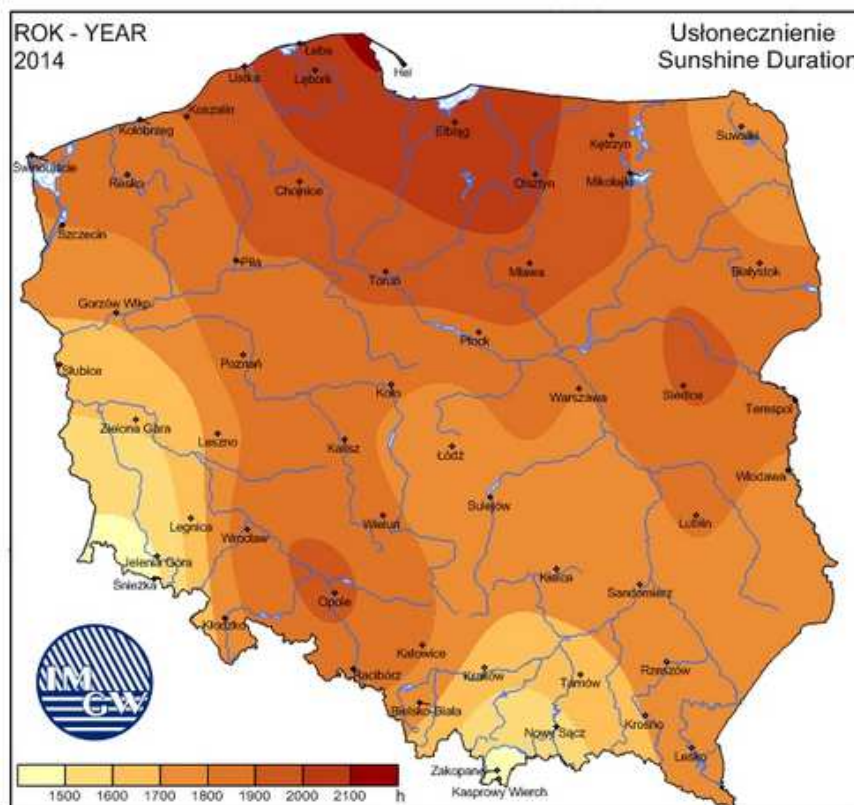 ROK - YEAR
2014
Usłonecznienie
Sunshine Duration
Łeba
Hel
Ustka
Lębork
Koszalin
Kołobrzeg
Elbląg
Suwałki
Kętrzyn
Świnoujście
Resko
Chojnice
Olsztyn
Mikołajki
Szczecin
Piła
Toruń
Mława
Białystok
Gorzów Wlkp.
Płock
Słubice
Poznań
Koło
Warszawa
Siedlce
Terespol
Zielona Góra
Leszno
Kalisz
Łódź
Włodawa
Sulejów
Legnica
Wieluń
Lublin
Wrocław
Jelenia Góra
Śnieżka
Kielce
Opole
Sandomierz
Kłodzko
Katowice
Racibórz
Kraków
Tarnów
Rzeszów
Bielsko-Biała
Nowy Sącz
Krosno
Lesko
Zakopane
Kasprowy Wierch
IM
GW
1500 1600 1700 1800 1900 2000 2100 h